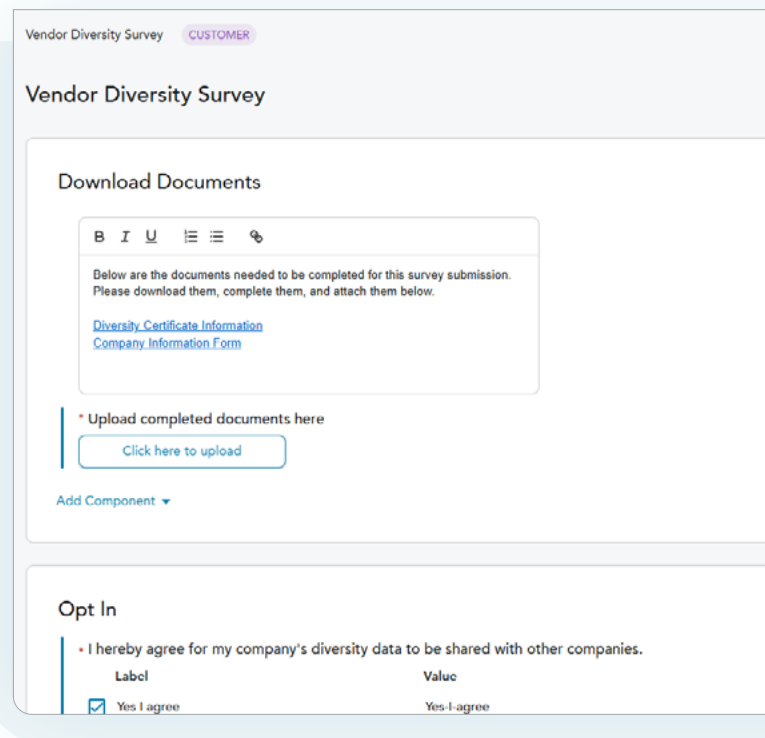 Vendor Diversity Survey CUSTOMER
Vendor Diversity Survey
Download Documents
B I U
Below are the documents needed to be completed for this survey submission.
Please download them, complete them, and attach them below.
Diversity Certificate Information
Company Information Form
* Upload completed documents here
Click here to upload
Add Component
Opt In
* I hereby agree for my company's diversity data to be shared with other companies.
Label Value
Yes I agree Yes-I-agree